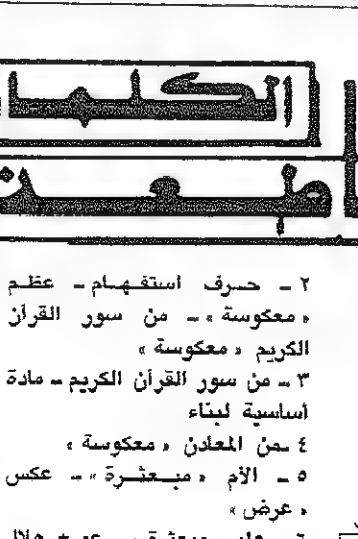 الكلما
طعة
٢ – حرف استفهام – عظم
« معكوسة » – من سور القرآن
الكريم « معكوسة »
٣ – من سور القرآن الكريم – مادة
أساسية لبناء
٤ – من المعادن « معكوسة »
٥ – الأم « مبعثرة » – عكس
« عرض »